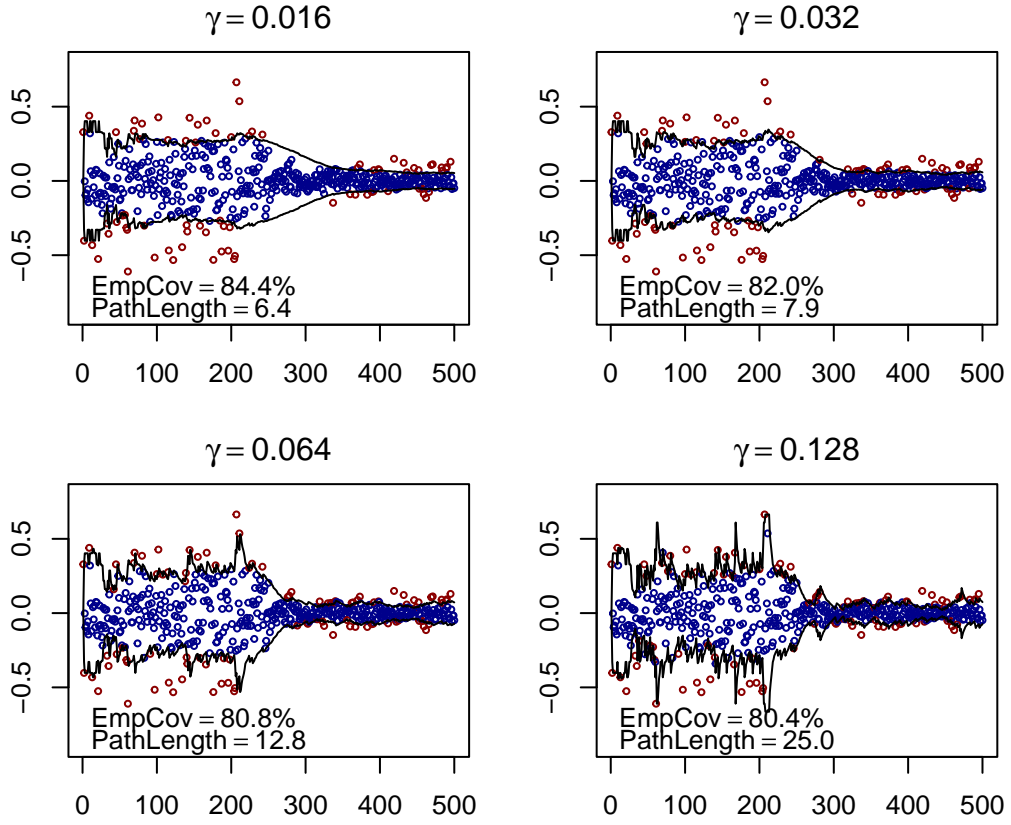 γ = 0.016
0.5
0.0
−0.5
EmpCov = 84.4%
PathLength = 6.4
0 100 200 300 400 500
γ = 0.032
0.5
0.0
−0.5
EmpCov = 82.0%
PathLength = 7.9
0 100 200 300 400 500
γ = 0.064
0.5
0.0
−0.5
EmpCov = 80.8%
PathLength = 12.8
0 100 200 300 400 500
γ = 0.128
0.5
0.0
−0.5
EmpCov = 80.4%
PathLength = 25.0
0 100 200 300 400 500